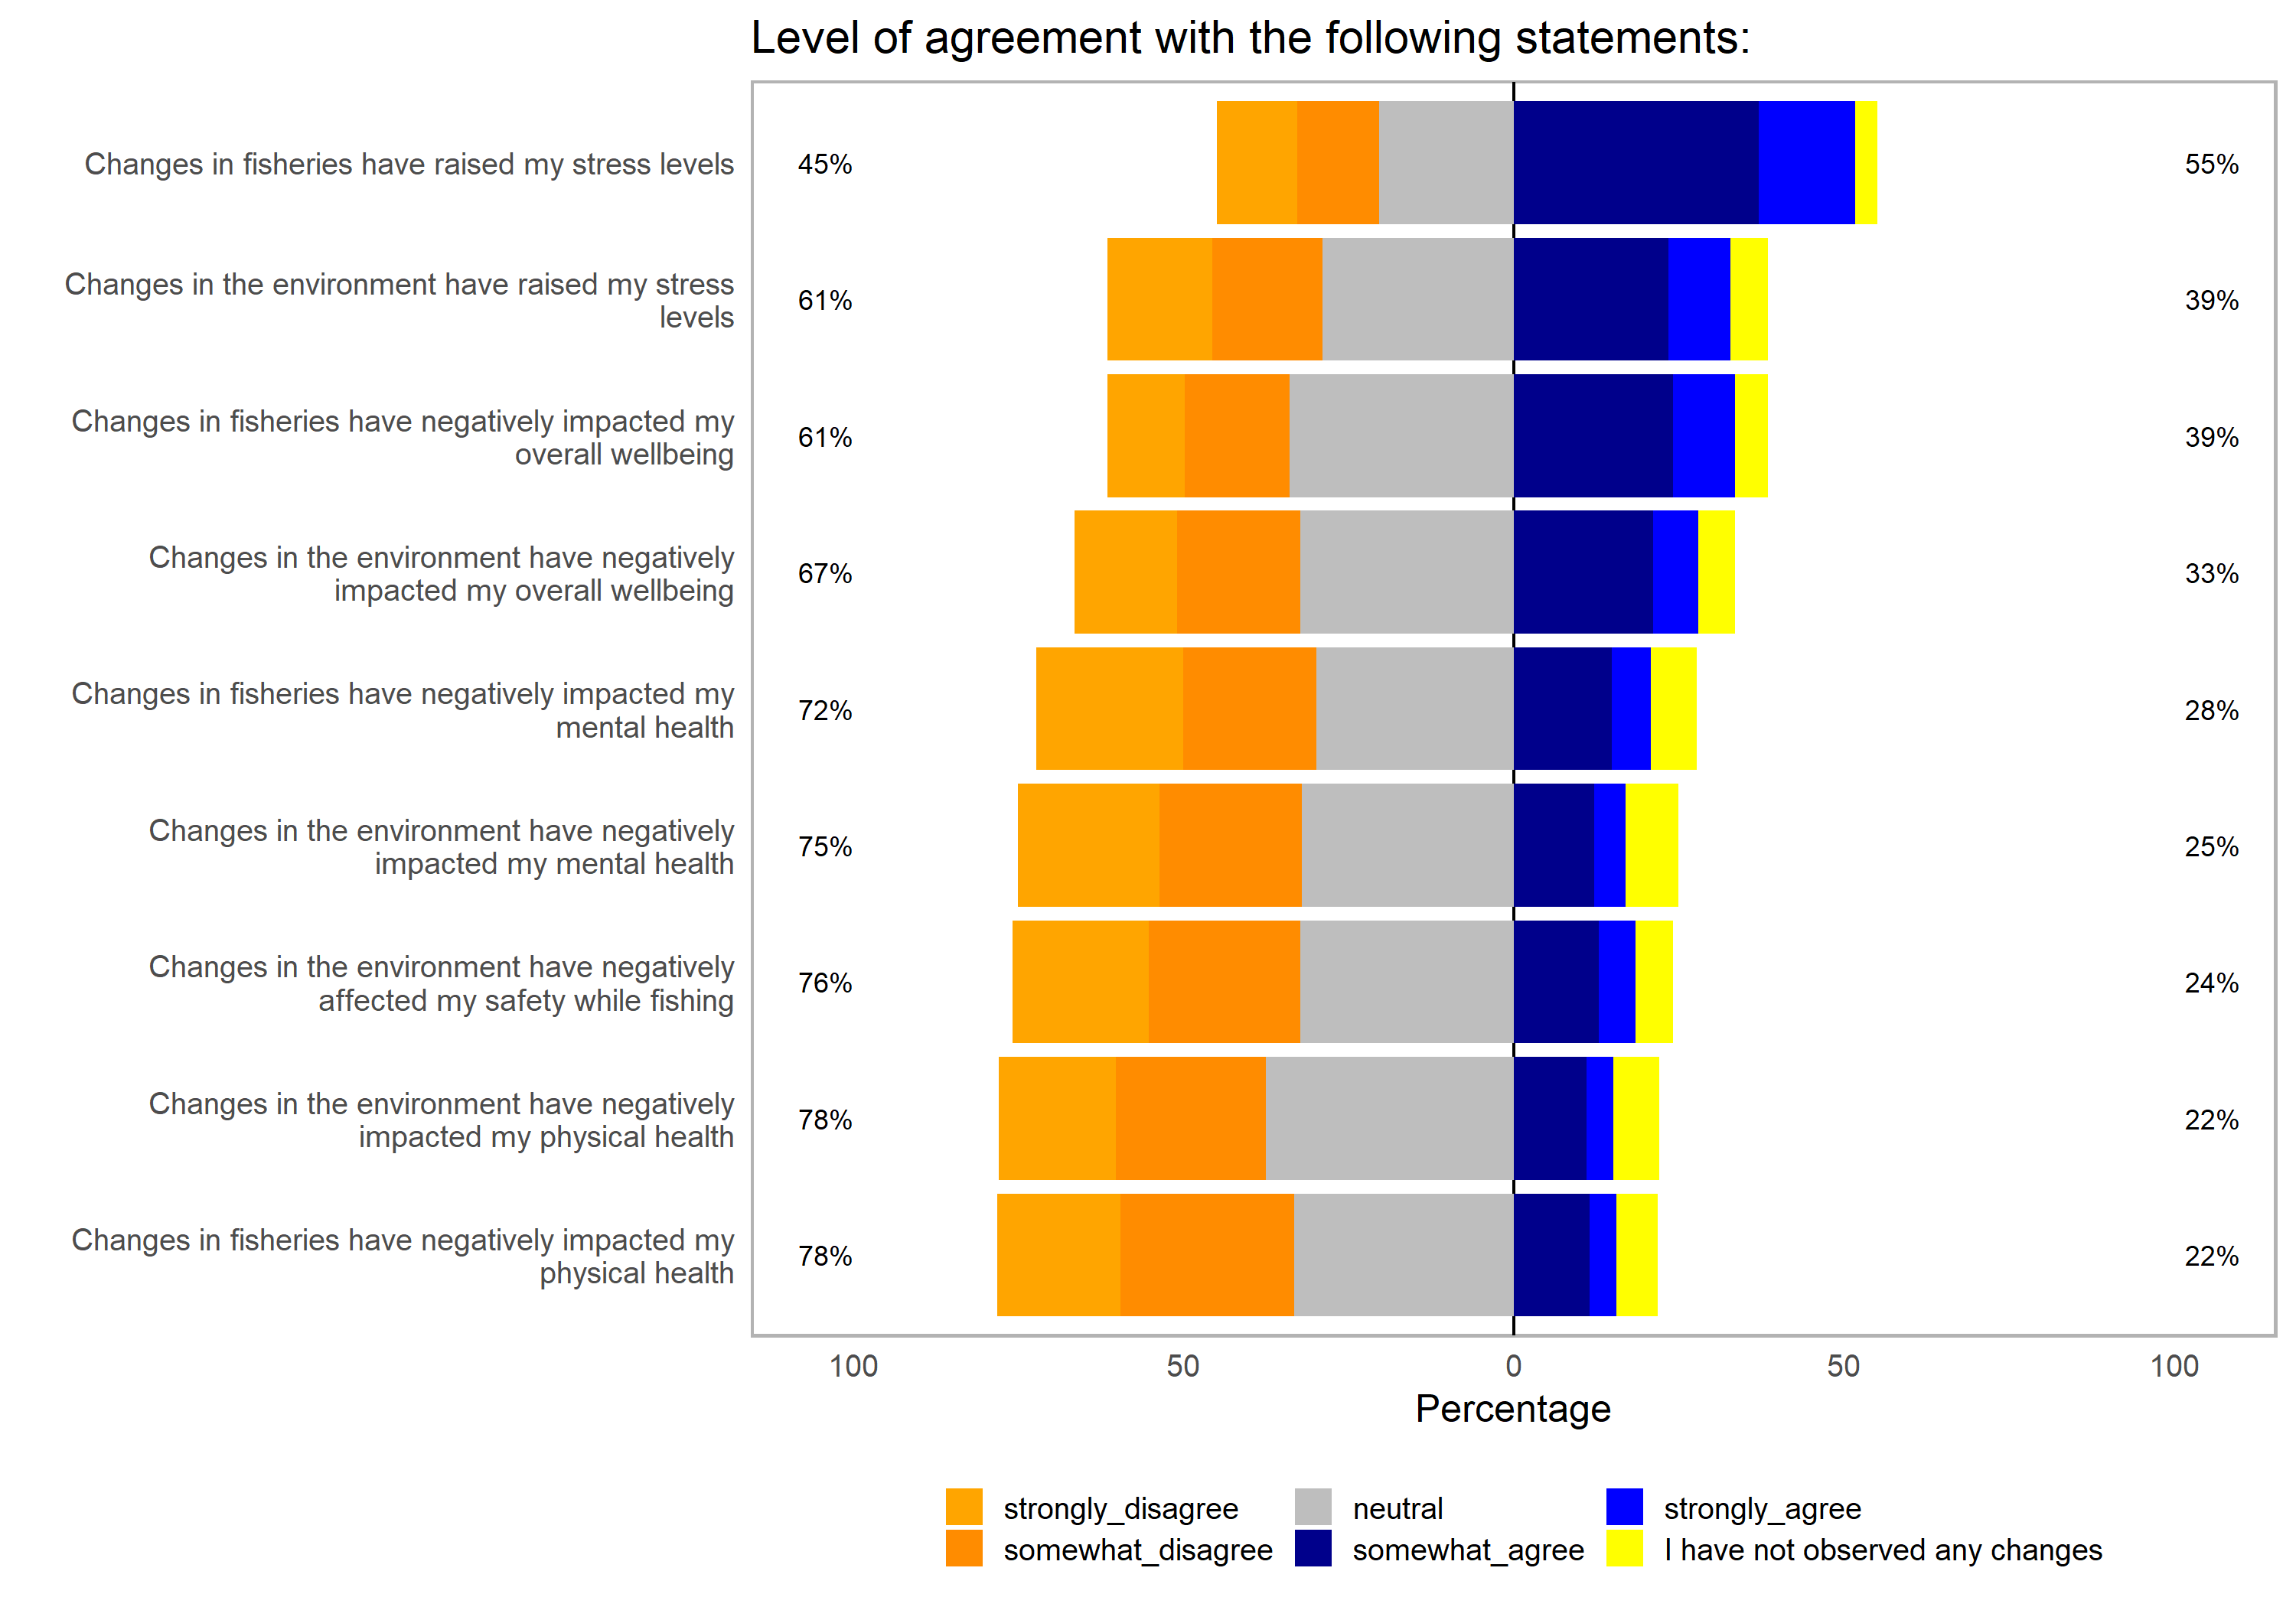 Level of agreement with the following statements:
Changes in fisheries have raised my stress levels
45%
55%
Changes in the environment have raised my stress
levels
61%
39%
Changes in fisheries have negatively impacted my
overall wellbeing
61%
39%
Changes in the environment have negatively
impacted my overall wellbeing
67%
33%
Changes in fisheries have negatively impacted my
mental health
72%
28%
Changes in the environment have negatively
impacted my mental health
75%
25%
Changes in the environment have negatively
affected my safety while fishing
76%
24%
Changes in the environment have negatively
impacted my physical health
78%
22%
Changes in fisheries have negatively impacted my
physical health
78%
22%
100 50 0 50 100
Percentage
strongly_disagree neutral strongly_agree
somewhat_disagree somewhat_agree I have not observed any changes